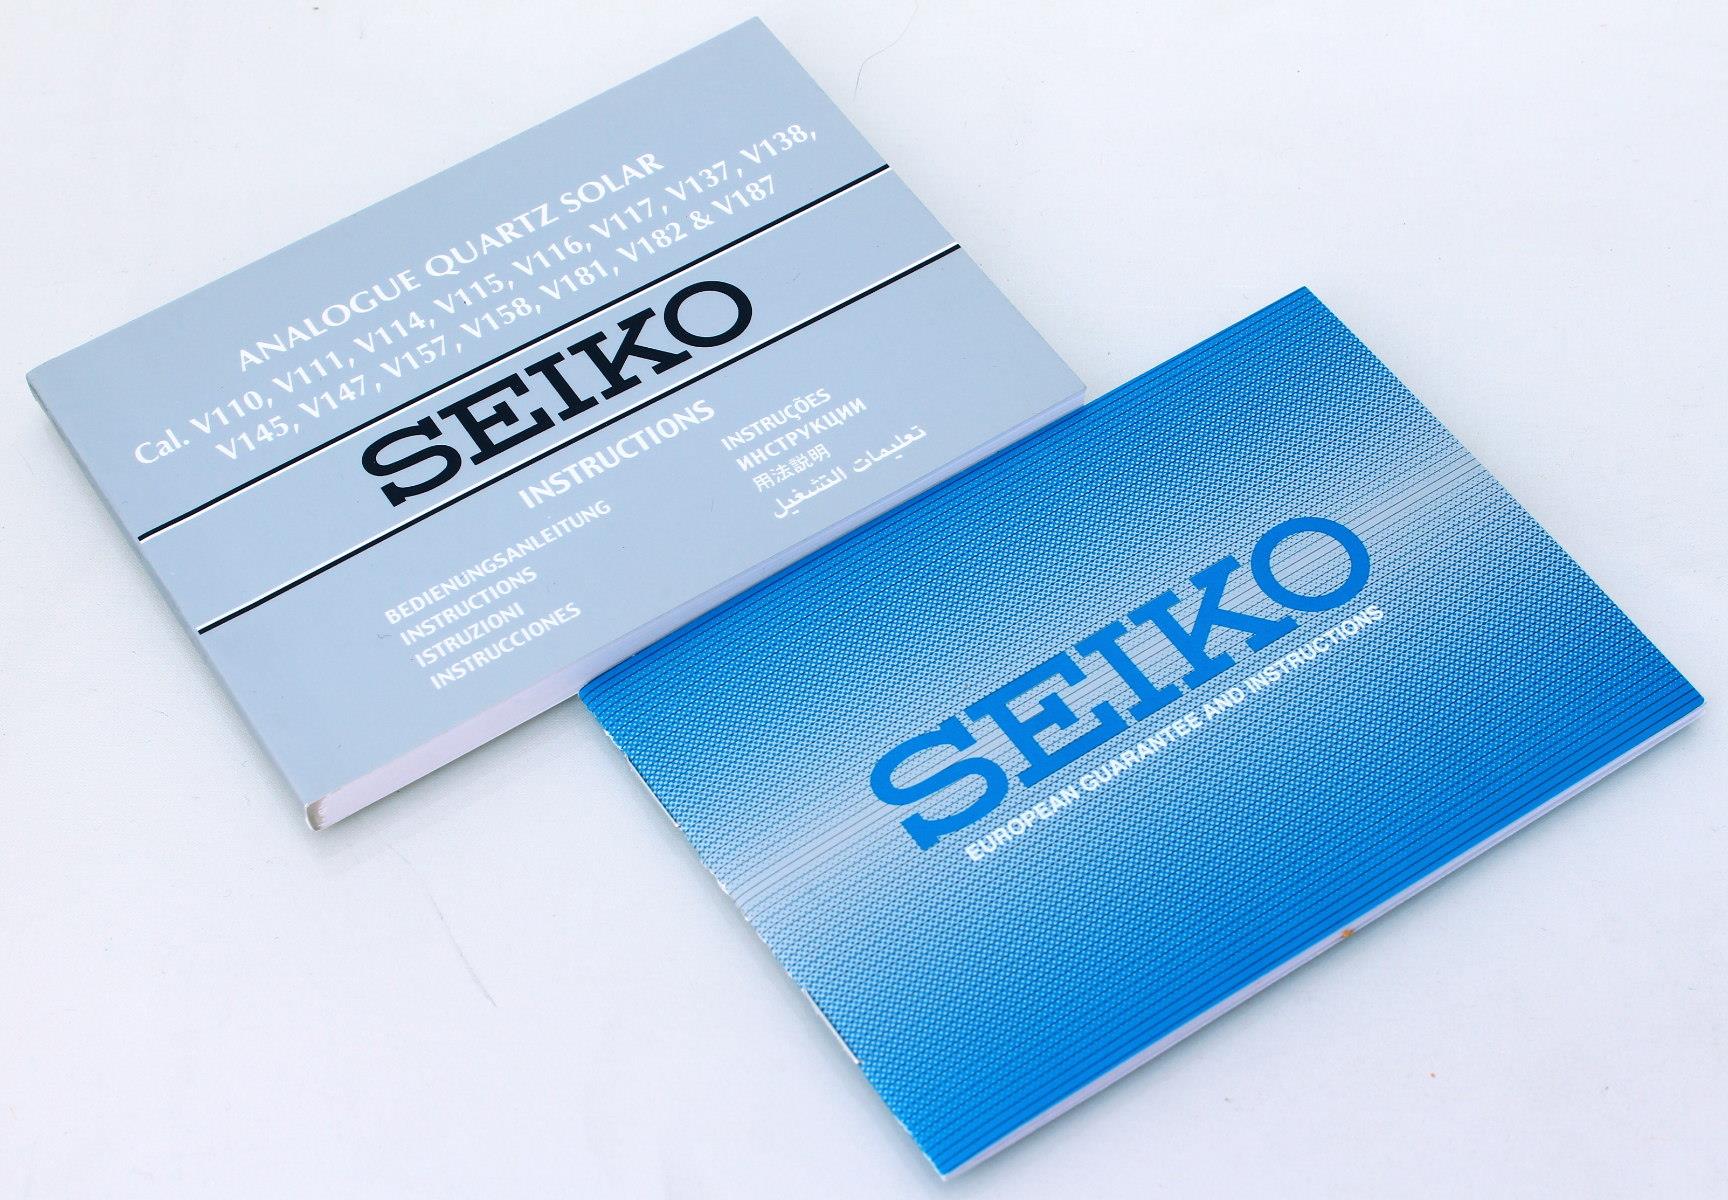 ANALOGUE QUARTZ SOLAR
Cal. V110, V111, V114, V115, V116, V117, V137, V138,
V145, V147, V157, V158, V181, V182 & V187
SEIKO
INSTRUCTIONS
BEDIENUNGSANLEITUNG
INSTRUCTIONS
ISTRUZIONI
INSTRUCCIONES
INSTRUÇÕES
ИНСТРУКЦИИ
用法説明
تعليمات التشغيل
SEIKO
EUROPEAN GUARANTEE AND INSTRUCTIONS